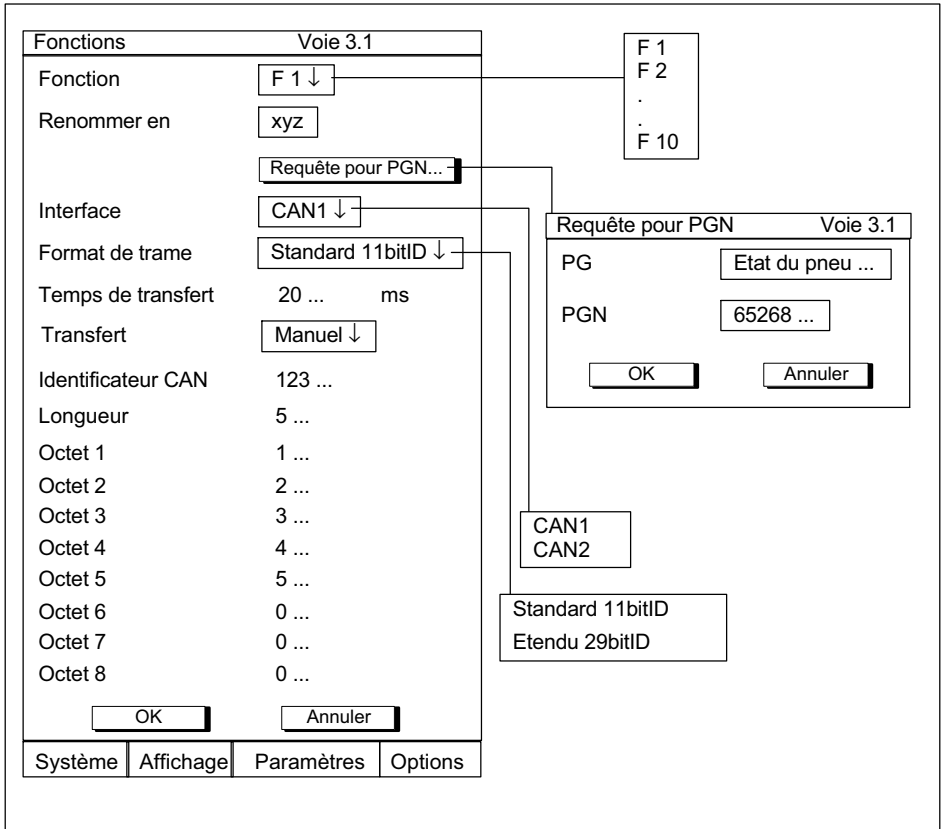 Fonctions Voie 3.1
Fonction F 1 ↓
Renommer en xyz
Requête pour PGN...
Interface CAN1 ↓
Format de trame Standard 11bitID ↓
Temps de transfert 20 ... ms
Transfert Manuel ↓
Identificateur CAN 123 ...
Longueur 5 ...
Octet 1 1 ...
Octet 2 2 ...
Octet 3 3 ...
Octet 4 4 ...
Octet 5 5 ...
Octet 6 0 ...
Octet 7 0 ...
Octet 8 0 ...
OK Annuler
Système Affichage Paramètres Options
F 1
F 2
.
.
F 10
Requête pour PGN Voie 3.1
PG Etat du pneu ...
PGN 65268 ...
OK Annuler
CAN1
CAN2
Standard 11bitID
Etendu 29bitID